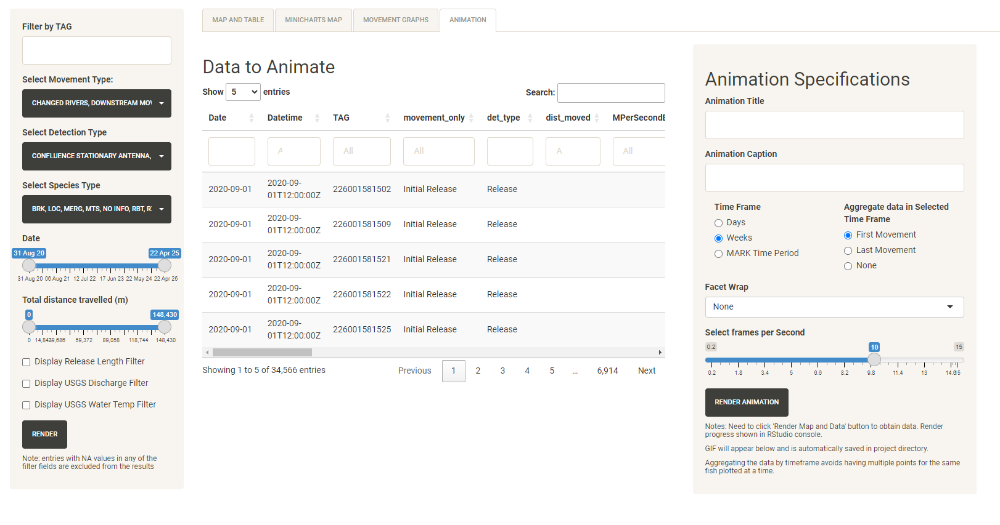 Filter by TAG
Select Movement Type:
CHANGED RIVERS, DOWNSTREAM MOV
Select Detection Type
CONFLUENCE STATIONARY ANTENNA,
Select Species Type
BRK, LOC, MERG, MTS, NO INFO, RBT, R
Date
31 Aug 20 22 Apr 25
31 Aug 20 06 Aug 21 12 Jul 22 17 Jun 23 22 May 24 22 Apr 25
Total distance travelled (m)
0 148,430
0 14,843 29,686 59,372 89,058 118,744 148,430
Display Release Length Filter
Display USGS Discharge Filter
Display USGS Water Temp Filter
RENDER
Note: entries with NA values in any of the
filter fields are excluded from the results
MAP AND TABLE MINICHARTS MAP MOVEMENT GRAPHS ANIMATION
Data to Animate
Show 5 entries
Search:
Date Datetime TAG movement_only det_type dist_moved MPerSecondB
A All All A All
2020-09-01 2020-09-
01T12:00:00Z 226001581502 Initial Release Release
2020-09-01 2020-09-
01T12:00:00Z 226001581509 Initial Release Release
2020-09-01 2020-09-
01T12:00:00Z 226001581521 Initial Release Release
2020-09-01 2020-09-
01T12:00:00Z 226001581522 Initial Release Release
2020-09-01 2020-09-
01T12:00:00Z 226001581525 Initial Release Release
Showing 1 to 5 of 34,566 entries
Previous 1 2 3 4 5 … 6,914 Next
Animation Specifications
Animation Title
Animation Caption
Time Frame
Days
Weeks
MARK Time Period
Aggregate data in Selected
Time Frame
First Movement
Last Movement
None
Facet Wrap
None
Select frames per Second
0.2 10 15
0.2 1.8 3.4 5 6.6 8.2 9.8 11.4 13 14.6 15
RENDER ANIMATION
Notes: Need to click 'Render Map and Data' button to obtain data. Render
progress shown in RStudio console.
GIF will appear below and is automatically saved in project directory.
Aggregating the data by timeframe avoids having multiple points for the same
fish plotted at a time.